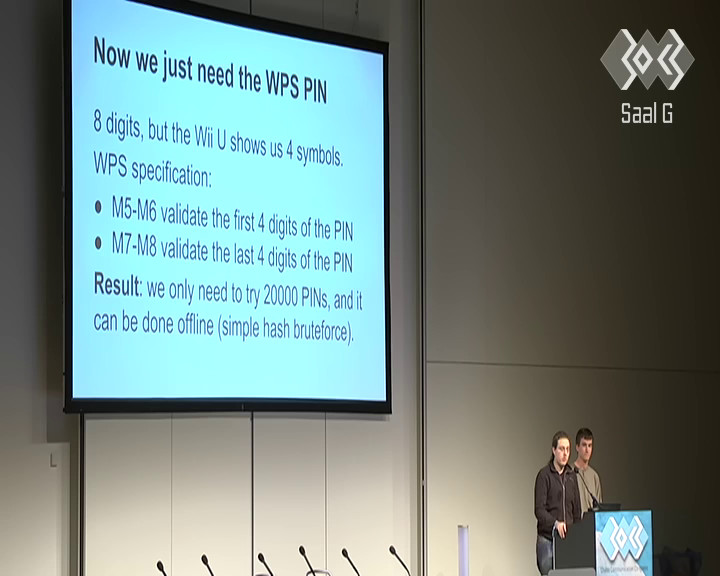 Now we just need the WPS PIN
8 digits, but the Wii U shows us 4 symbols.
WPS specification:
● M5-M6 validate the first 4 digits of the PIN
● M7-M8 validate the last 4 digits of the PIN
Result: we only need to try 20000 PINs, and it
can be done offline (simple hash bruteforce).
Saal G